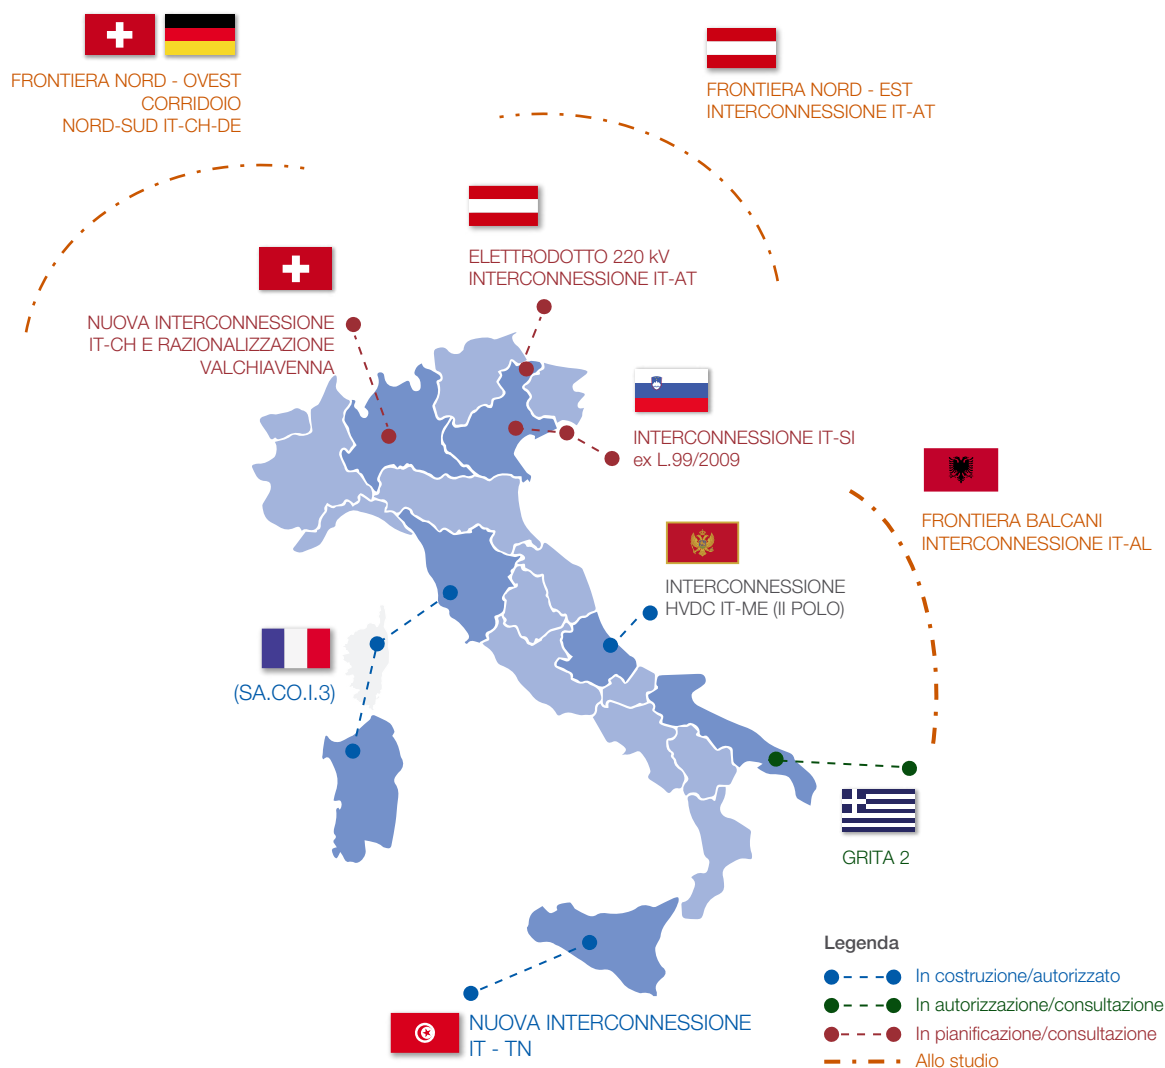 FRONTIERA NORD - OVEST
CORRIDOIO
NORD-SUD IT-CH-DE
FRONTIERA NORD - EST
INTERCONNESSIONE IT-AT
ELETTRODOTTO 220 kV
INTERCONNESSIONE IT-AT
NUOVA INTERCONNESSIONE
IT-CH E RAZIONALIZZAZIONE
VALCHIAVENNA
INTERCONNESSIONE IT-SI
ex L.99/2009
FRONTIERA BALCANI
INTERCONNESSIONE IT-AL
INTERCONNESSIONE
HVDC IT-ME (II POLO)
(SA.CO.I.3)
GRITA 2
NUOVA INTERCONNESSIONE
IT - TN
Legenda
In costruzione/autorizzato
In autorizzazione/consultazione
In pianificazione/consultazione
Allo studio